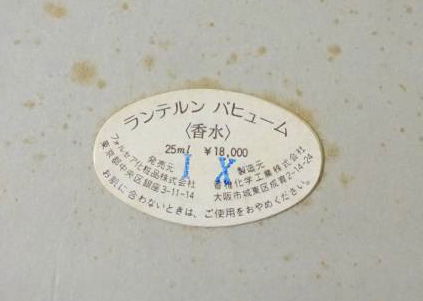 ランテルン パヒューム
〈香水〉
25ml ¥18,000
I X
発売元
フォルセア化粧品株式会社
東京都中央区銀座3-11-14
製造元
香椎化学工業株式会社
大阪市城東区成育2-14-24
お肌に合わないときは、ご使用をおやめください。